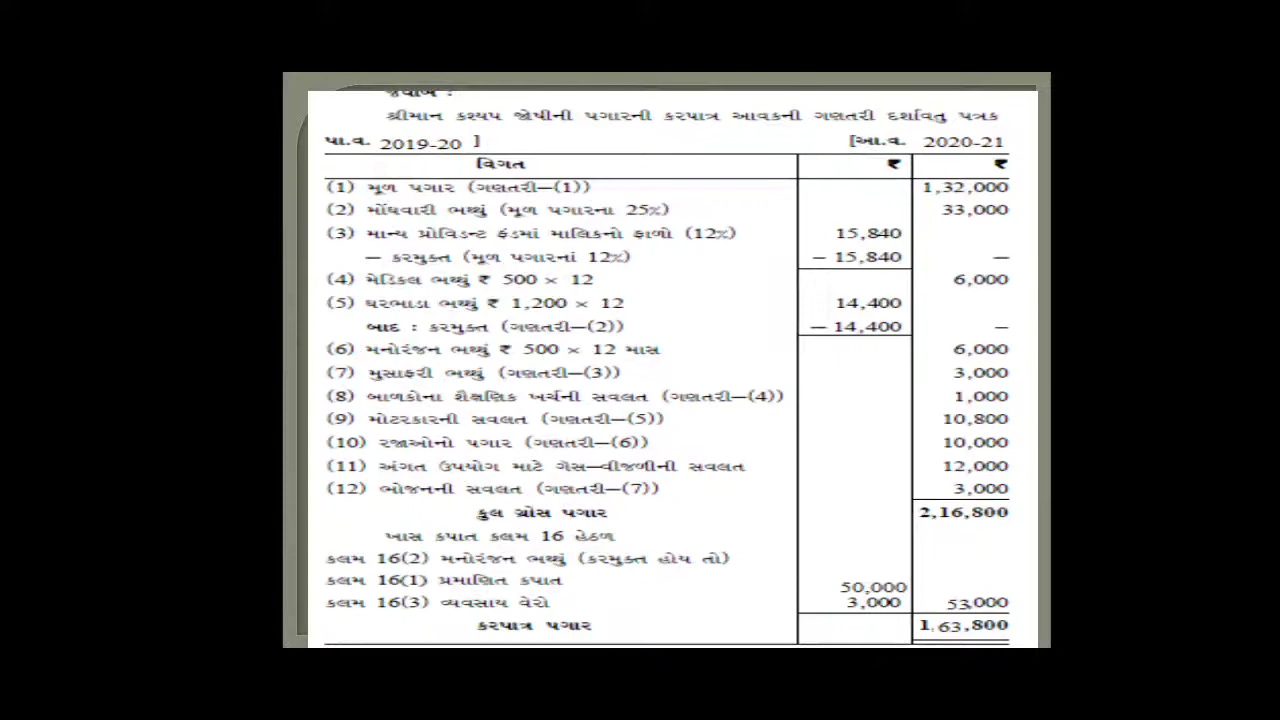 જવાબ :
શ્રીમાન કશ્યપ જોષીની પગારની કરપાત્ર આવકની ગણતરી દર્શાવતુ પત્રક
પા.વ. 2019-20 ] [આ.વ. 2020-21
વિગત ₹ ₹
(1) મૂળ પગાર (ગણતરી–(1)) 1,32,000
(2) મોંઘવારી ભથ્થું (મૂળ પગારના 25%) 33,000
(3) માન્ય પ્રોવિડન્ટ ફંડમાં માલિકનો ફાળો (12%) 15,840
– કરમુક્ત (મૂળ પગારનાં 12%) – 15,840 –
(4) મેડિકલ ભથ્થું ₹ 500 × 12 6,000
(5) ઘરભાડા ભથ્થું ₹ 1,200 × 12 14,400
બાદ : કરમુક્ત (ગણતરી–(2)) – 14,400 –
(6) મનોરંજન ભથ્થું ₹ 500 × 12 માસ 6,000
(7) મુસાફરી ભથ્થું (ગણતરી–(3)) 3,000
(8) બાળકોના શૈક્ષણિક ખર્ચની સવલત (ગણતરી–(4)) 1,000
(9) મોટરકારની સવલત (ગણતરી–(5)) 10,800
(10) રજાઓનો પગાર (ગણતરી–(6)) 10,000
(11) અંગત ઉપયોગ માટે ગેસ–વીજળીની સવલત 12,000
(12) ભોજનની સવલત (ગણતરી–(7)) 3,000
કુલ ગ્રોસ પગાર 2,16,800
ખાસ કપાત કલમ 16 હેઠળ
કલમ 16(2) મનોરંજન ભથ્થું (કરમુક્ત હોય તો)
કલમ 16(1) પ્રમાણિત કપાત 50,000
કલમ 16(3) વ્યવસાય વેરો 3,000 53,000
કરપાત્ર પગાર 1,63,800